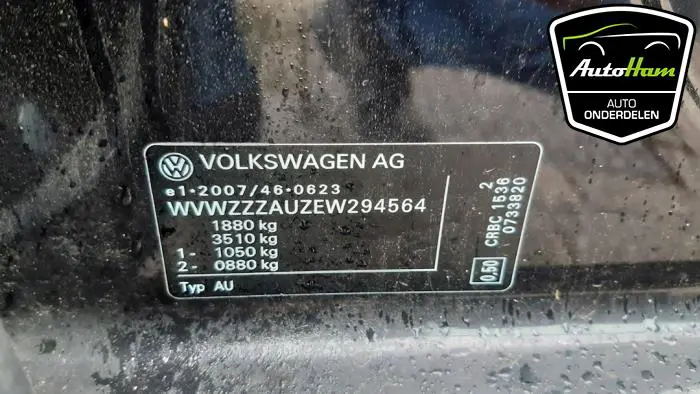 VOLKSWAGEN AG
e1*2007/46*0623
WVWZZZAUZEW294564
1880 kg
3510 kg
1- 1050 kg
2- 0880 kg
Typ AU
2
CRBC 1536
0733820
0,50
AutoHam
AUTO
ONDERDELEN